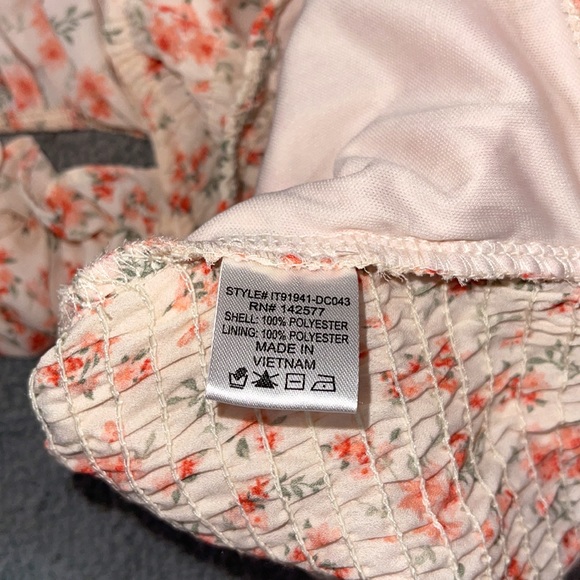 STYLE# IT91941-DC043
RN# 142577
SHELL: 100% POLYESTER
LINING: 100% POLYESTER
MADE IN
VIETNAM